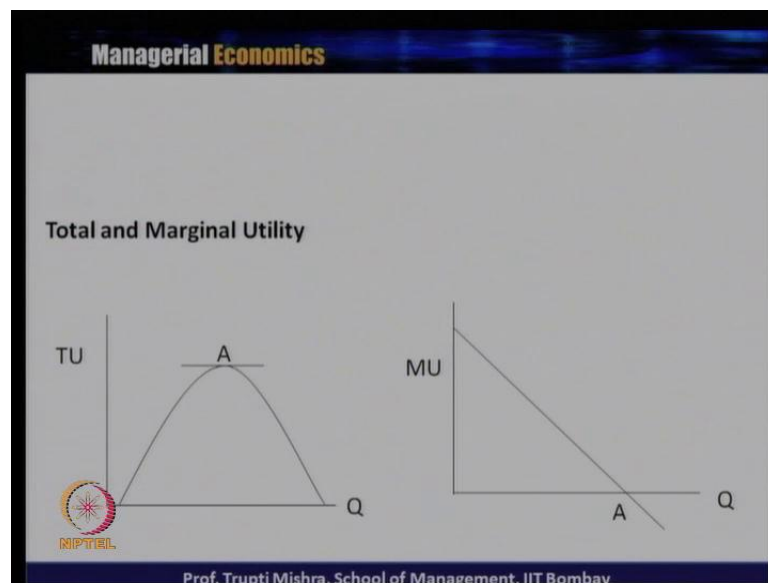 Managerial Economics
Total and Marginal Utility
TU
A
Q
MU
A
Q
NPTEL
Prof. Trupti Mishra, School of Management, IIT Bombay